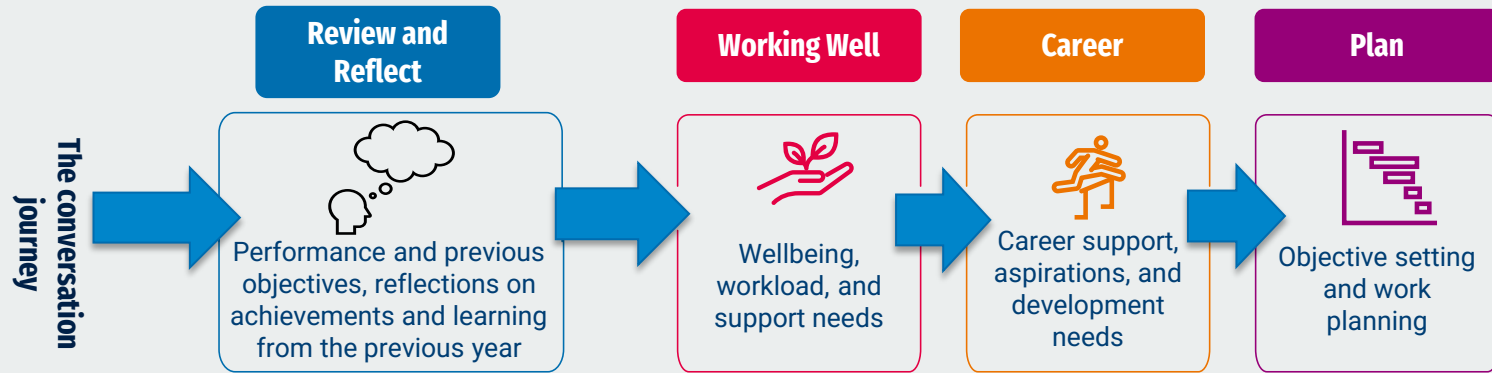 The conversation
journey
Review and
Reflect
Performance and previous
objectives, reflections on
achievements and learning
from the previous year
Working Well
Wellbeing,
workload, and
support needs
Career
Career support,
aspirations, and
development
needs
Plan
Objective setting
and work
planning